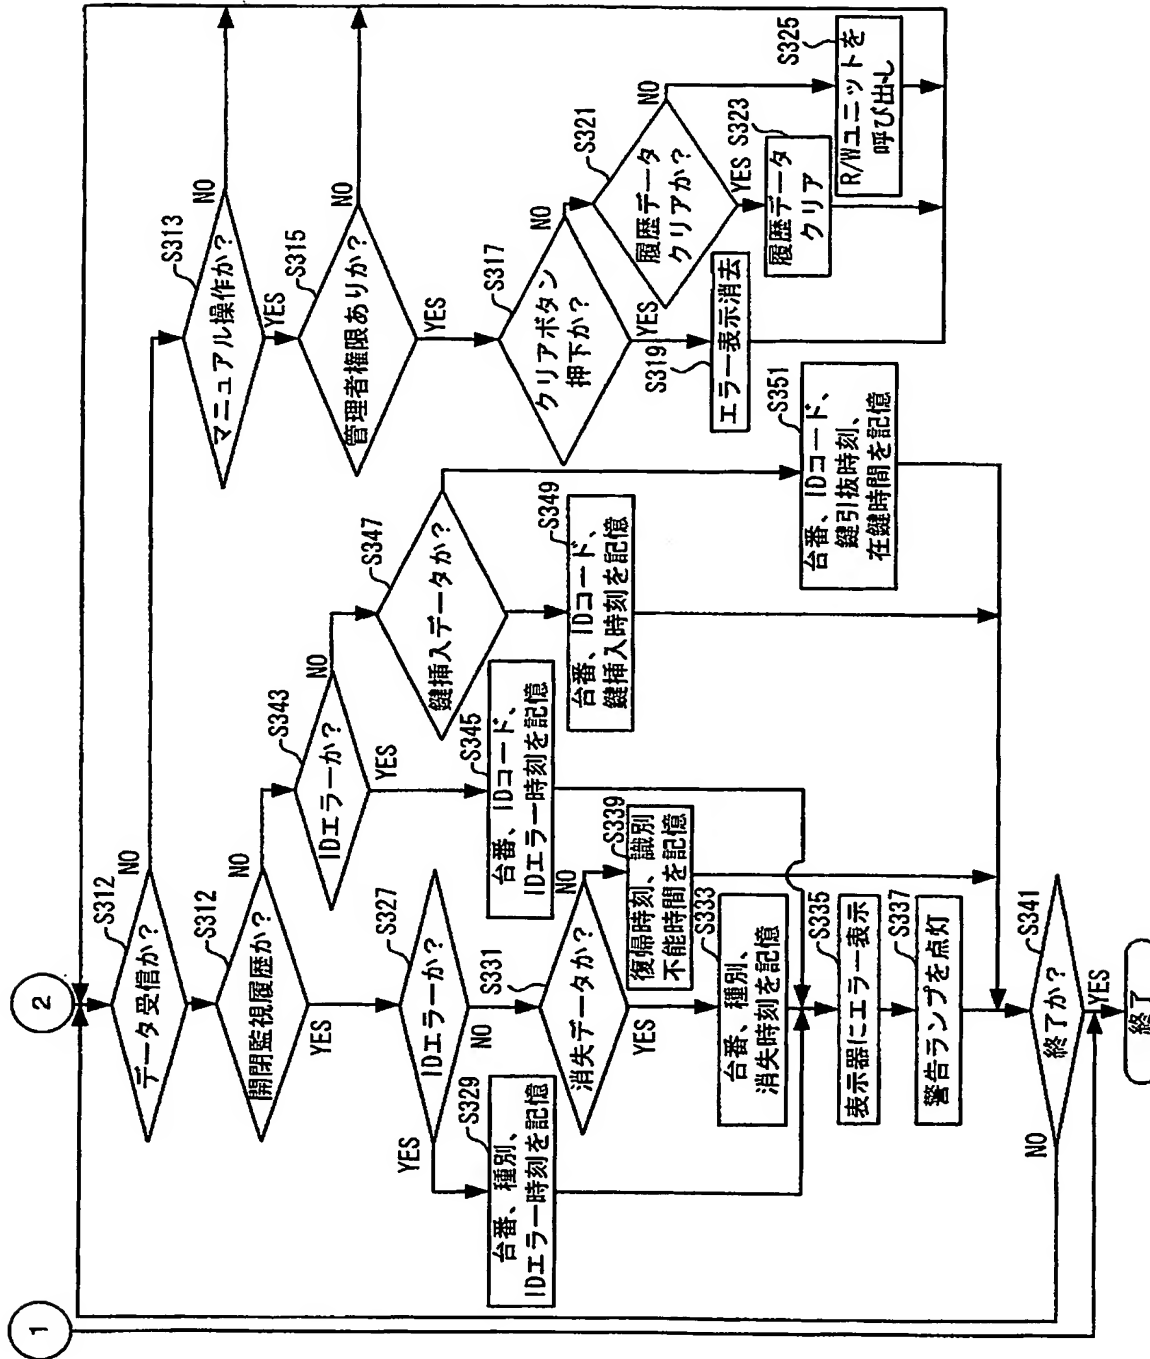 1
2
S312
データ受信か?
NO
S312
開閉監視履歴か?
NO
YES
S327
IDエラーか?
YES
NO
S329
台番、種別、
IDエラー時刻を記憶
S331
消失データか?
NO
YES
S339
復帰時刻、識別
不能時間を記憶
S333
台番、種別、
消失時刻を記憶
S335
表示器にエラー表示
S337
警告ランプを点灯
S341
終了か?
NO
YES
終了
S343
IDエラーか?
NO
YES
S345
台番、IDコード、
IDエラー時刻を記憶
S347
鍵挿入データか?
S349
台番、IDコード、
鍵挿入時刻を記憶
S351
台番、IDコード、
鍵引抜時刻、
在鍵時間を記憶
S313
マニュアル操作か?
NO
YES
S315
管理者権限ありか?
NO
YES
S317
クリアボタン
押下か?
NO
YES
S319
エラー表示消去
S321
履歴データ
クリアか?
NO
YES
S323
履歴データ
クリア
S325
R/Wユニットを
呼び出し